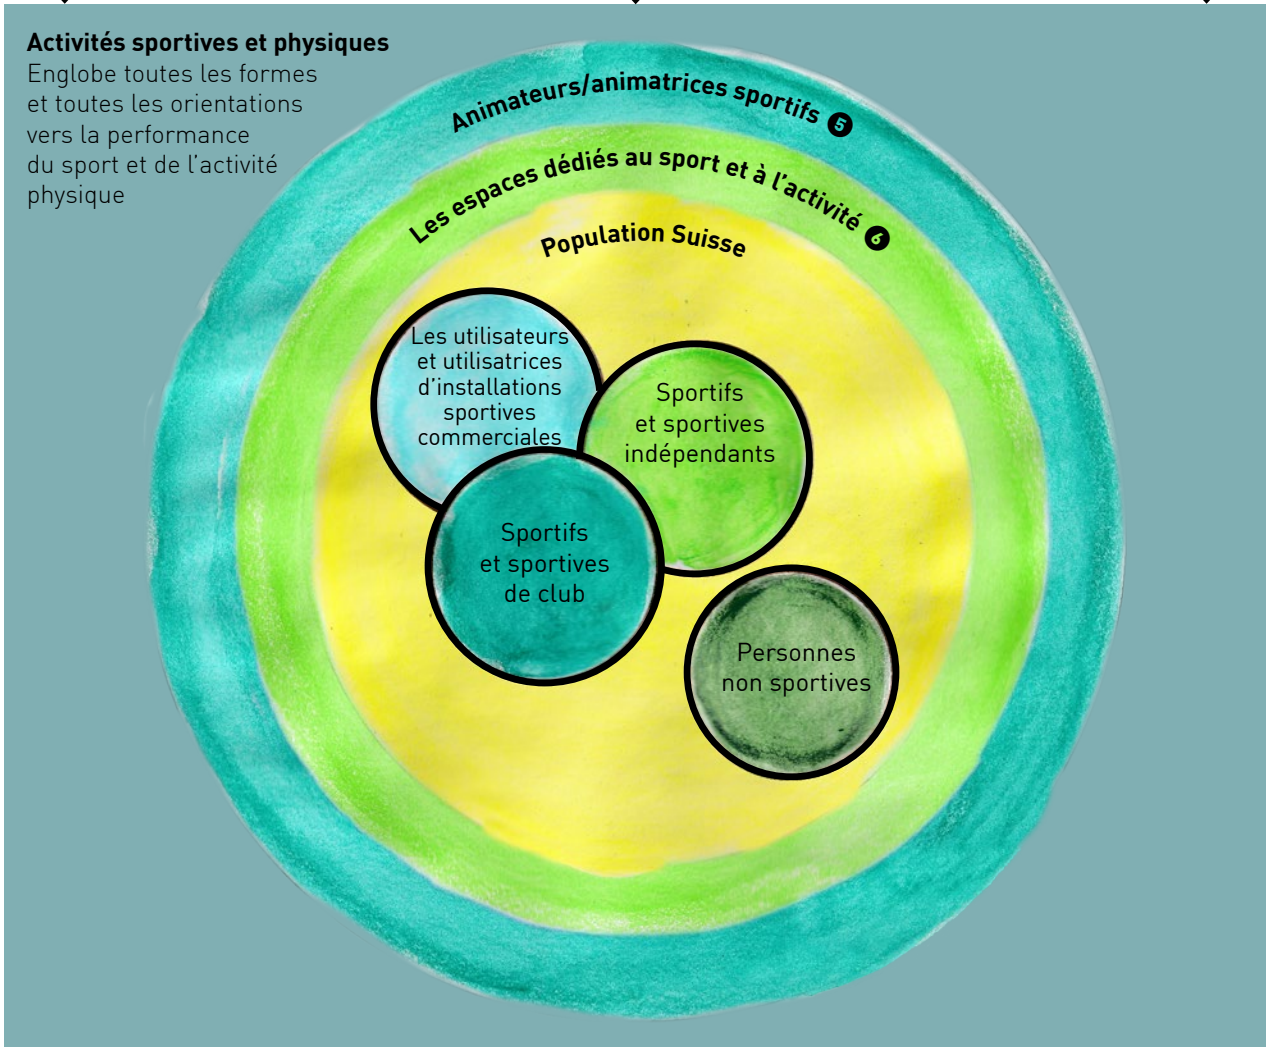 Activités sportives et physiques
Englobe toutes les formes
et toutes les orientations
vers la performance
du sport et de l'activité
physique
Animateurs/animatrices sportifs 5
Les espaces dédiés au sport et à l'activité 6
Population Suisse
Les utilisateurs
et utilisatrices
d'installations
sportives
commerciales
Sportifs
et sportives
indépendants
Sportifs
et sportives
de club
Personnes
non sportives